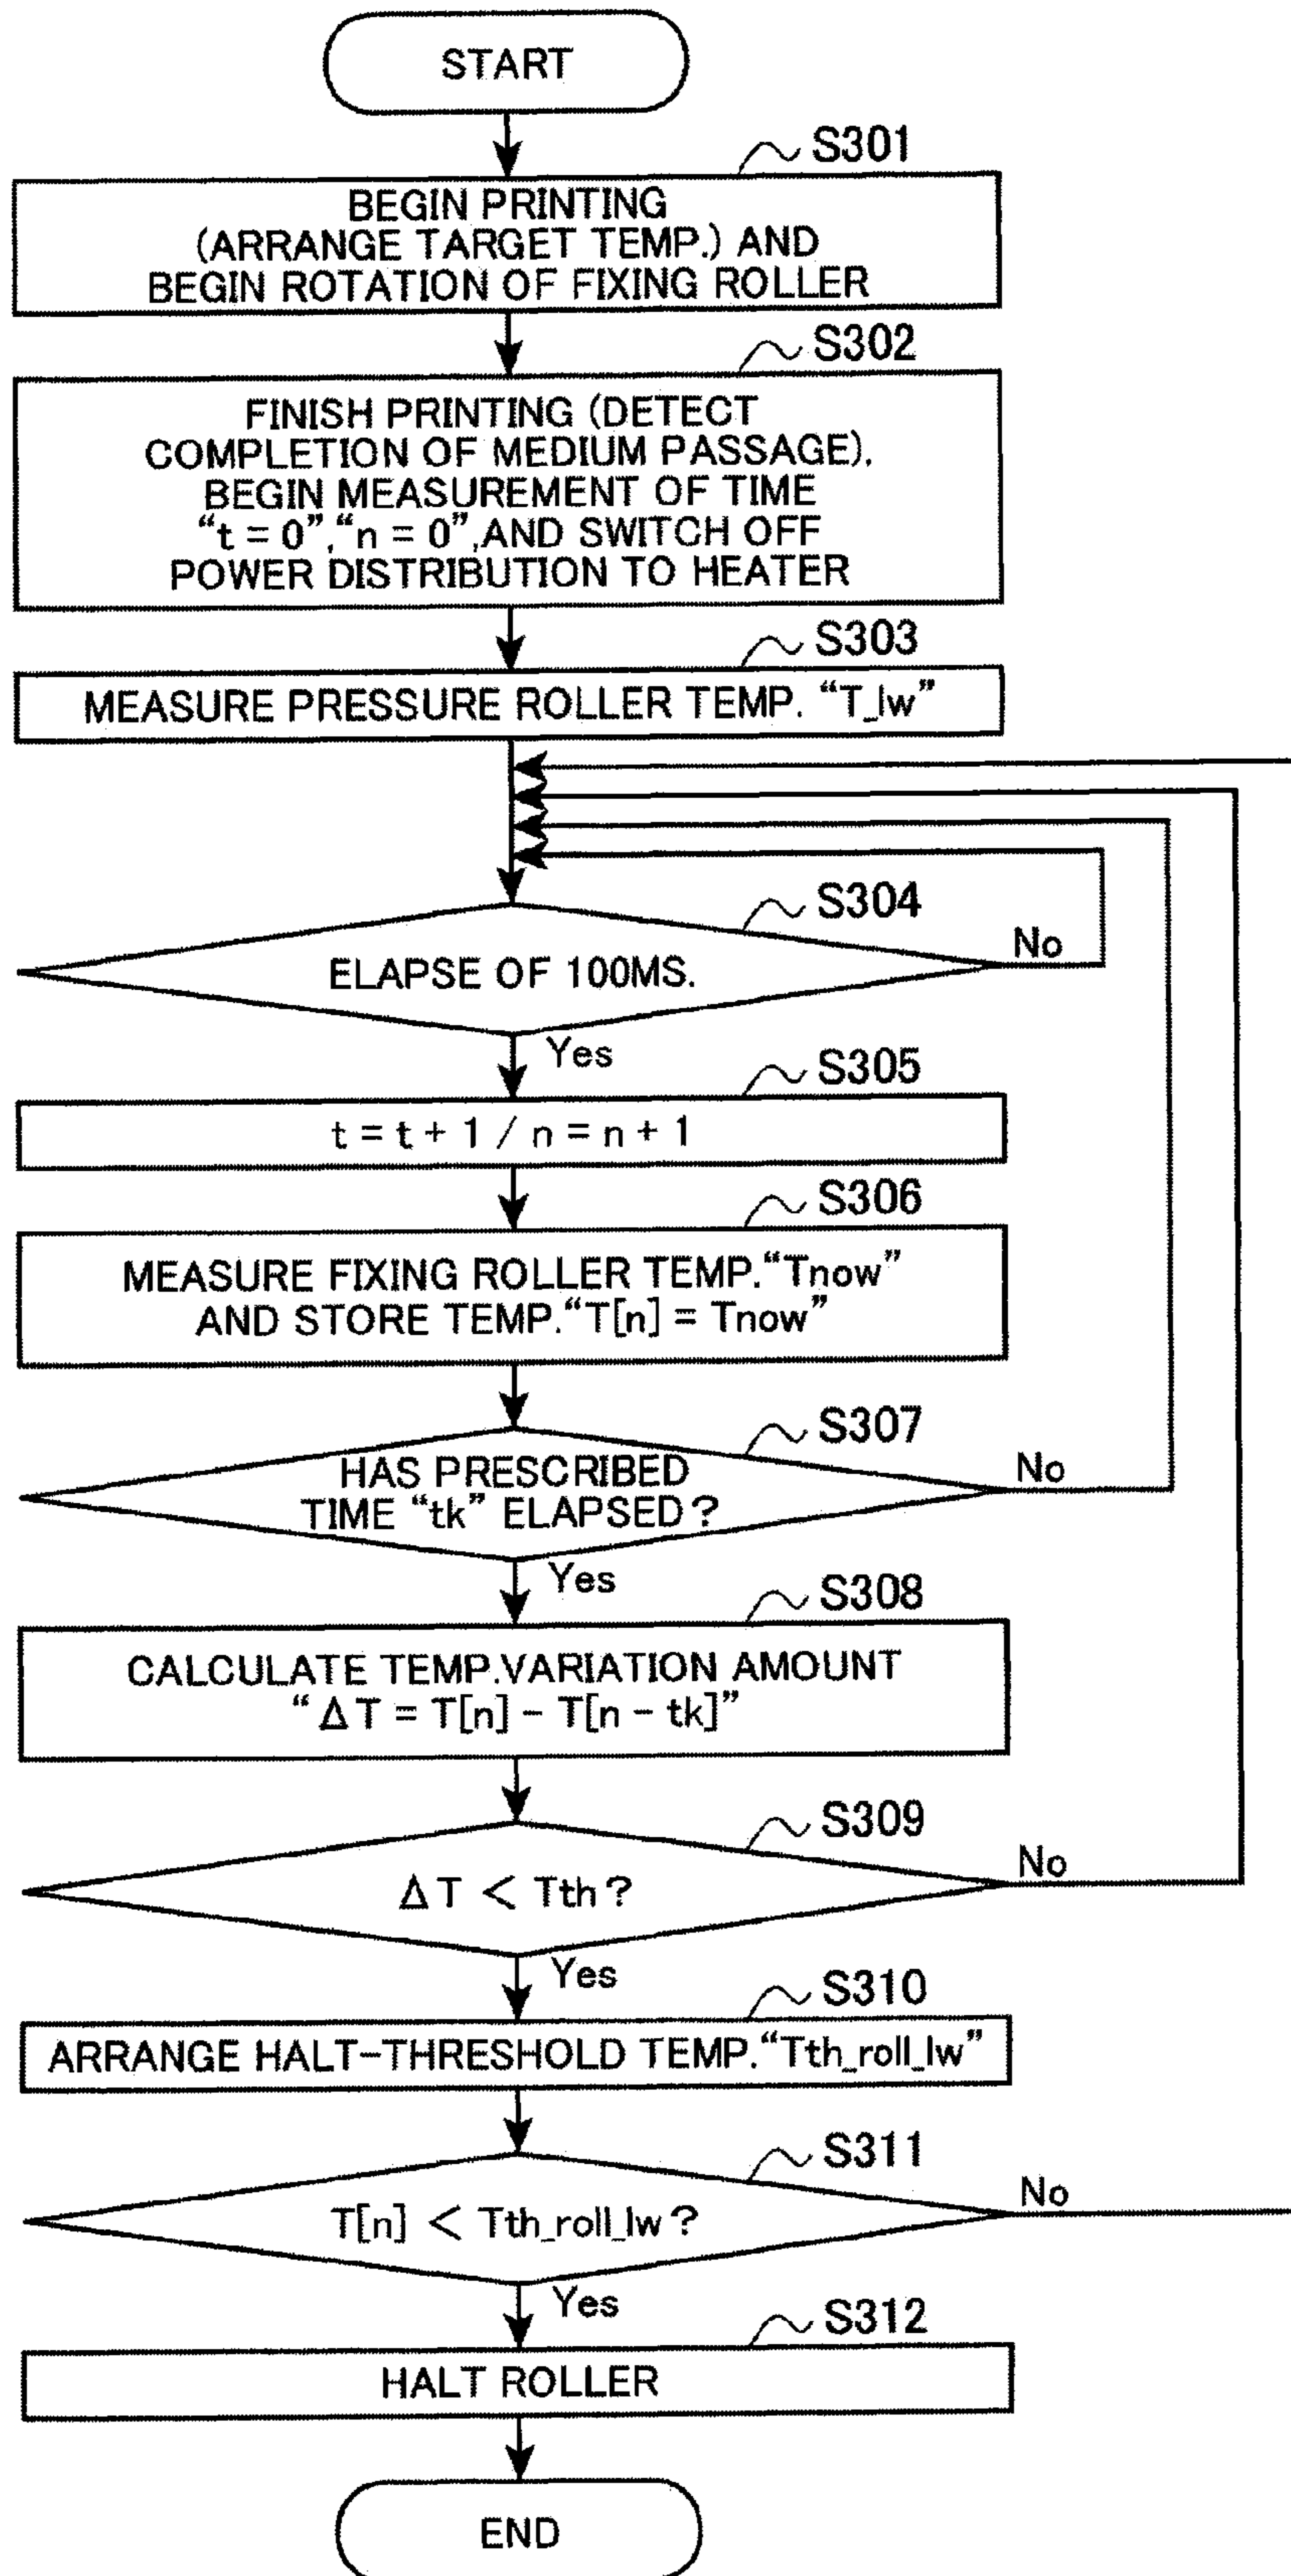 START
S301
BEGIN PRINTING
(ARRANGE TARGET TEMP.) AND
BEGIN ROTATION OF FIXING ROLLER
S302
FINISH PRINTING (DETECT
COMPLETION OF MEDIUM PASSAGE),
BEGIN MEASUREMENT OF TIME
“t = 0”,“n = 0”,AND SWITCH OFF
POWER DISTRIBUTION TO HEATER
S303
MEASURE PRESSURE ROLLER TEMP. “T_lw”
S304
ELAPSE OF 100MS.
No
Yes
S305
t = t + 1 / n = n + 1
S306
MEASURE FIXING ROLLER TEMP.“Tnow”
AND STORE TEMP.“T[n] = Tnow”
S307
HAS PRESCRIBED
TIME “tk” ELAPSED?
No
Yes
S308
CALCULATE TEMP.VARIATION AMOUNT
“ΔT = T[n] - T[n - tk]”
S309
ΔT < Tth?
No
Yes
S310
ARRANGE HALT-THRESHOLD TEMP.“Tth_roll_lw”
S311
T[n] < Tth_roll_lw?
No
Yes
S312
HALT ROLLER
END